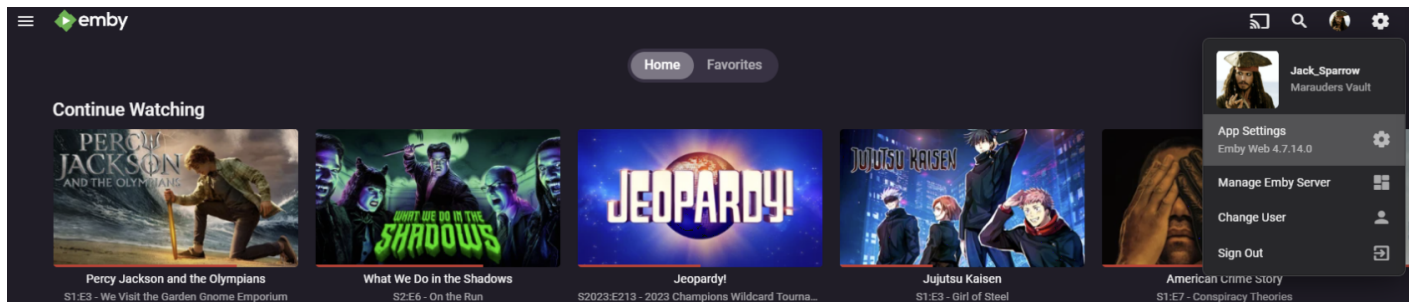 emby
Home Favorites
Jack_Sparrow
Marauders Vault
App Settings
Emby Web 4.7.14.0
Manage Emby Server
Change User
Sign Out
Continue Watching
PERCY
JACKSON
AND THE OLYMPIANS
WHAT WE DO IN THE
SHADOWS
JEOPARDY!
JUJUTSU KAISEN
Percy Jackson and the Olympians
S1:E3 - We Visit the Garden Gnome Emporium
What We Do in the Shadows
S2:E6 - On the Run
Jeopardy!
S2023:E213 - 2023 Champions Wildcard Tourna...
Jujutsu Kaisen
S1:E3 - Girl of Steel
American Crime Story
S1:E7 - Conspiracy Theories